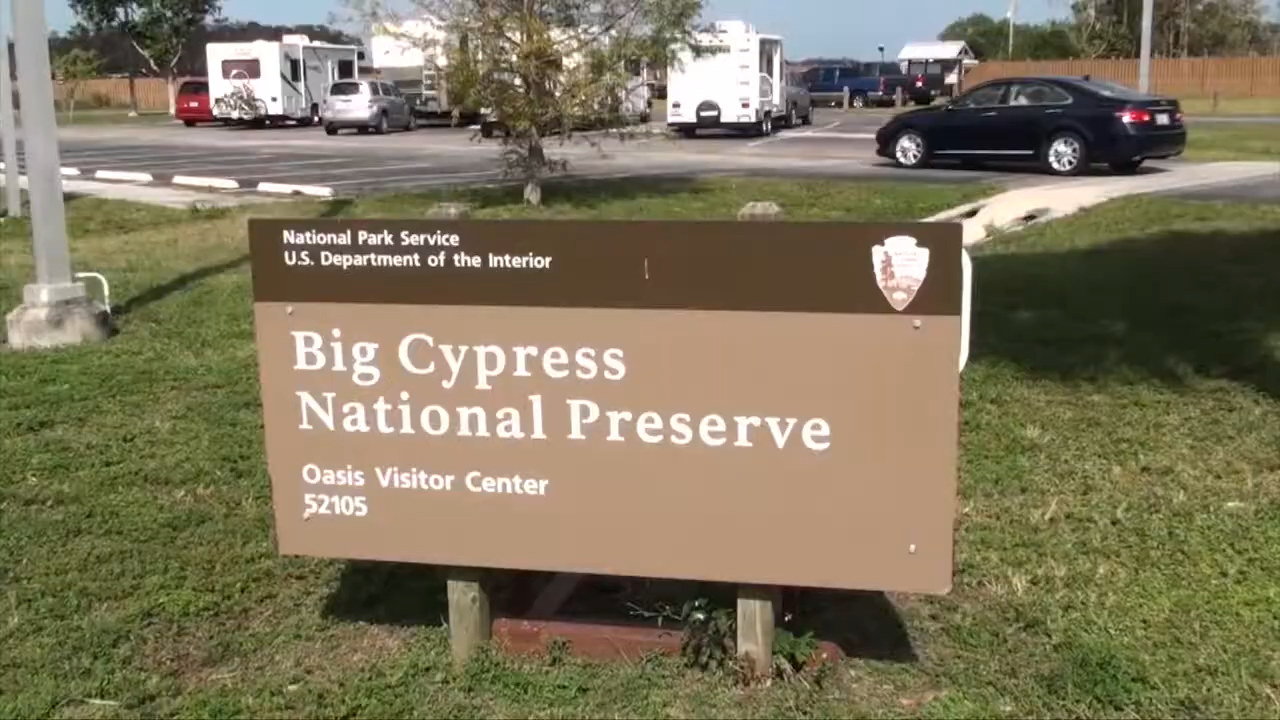 National Park Service
U.S. Department of the Interior
Big Cypress
National Preserve
Oasis Visitor Center
52105